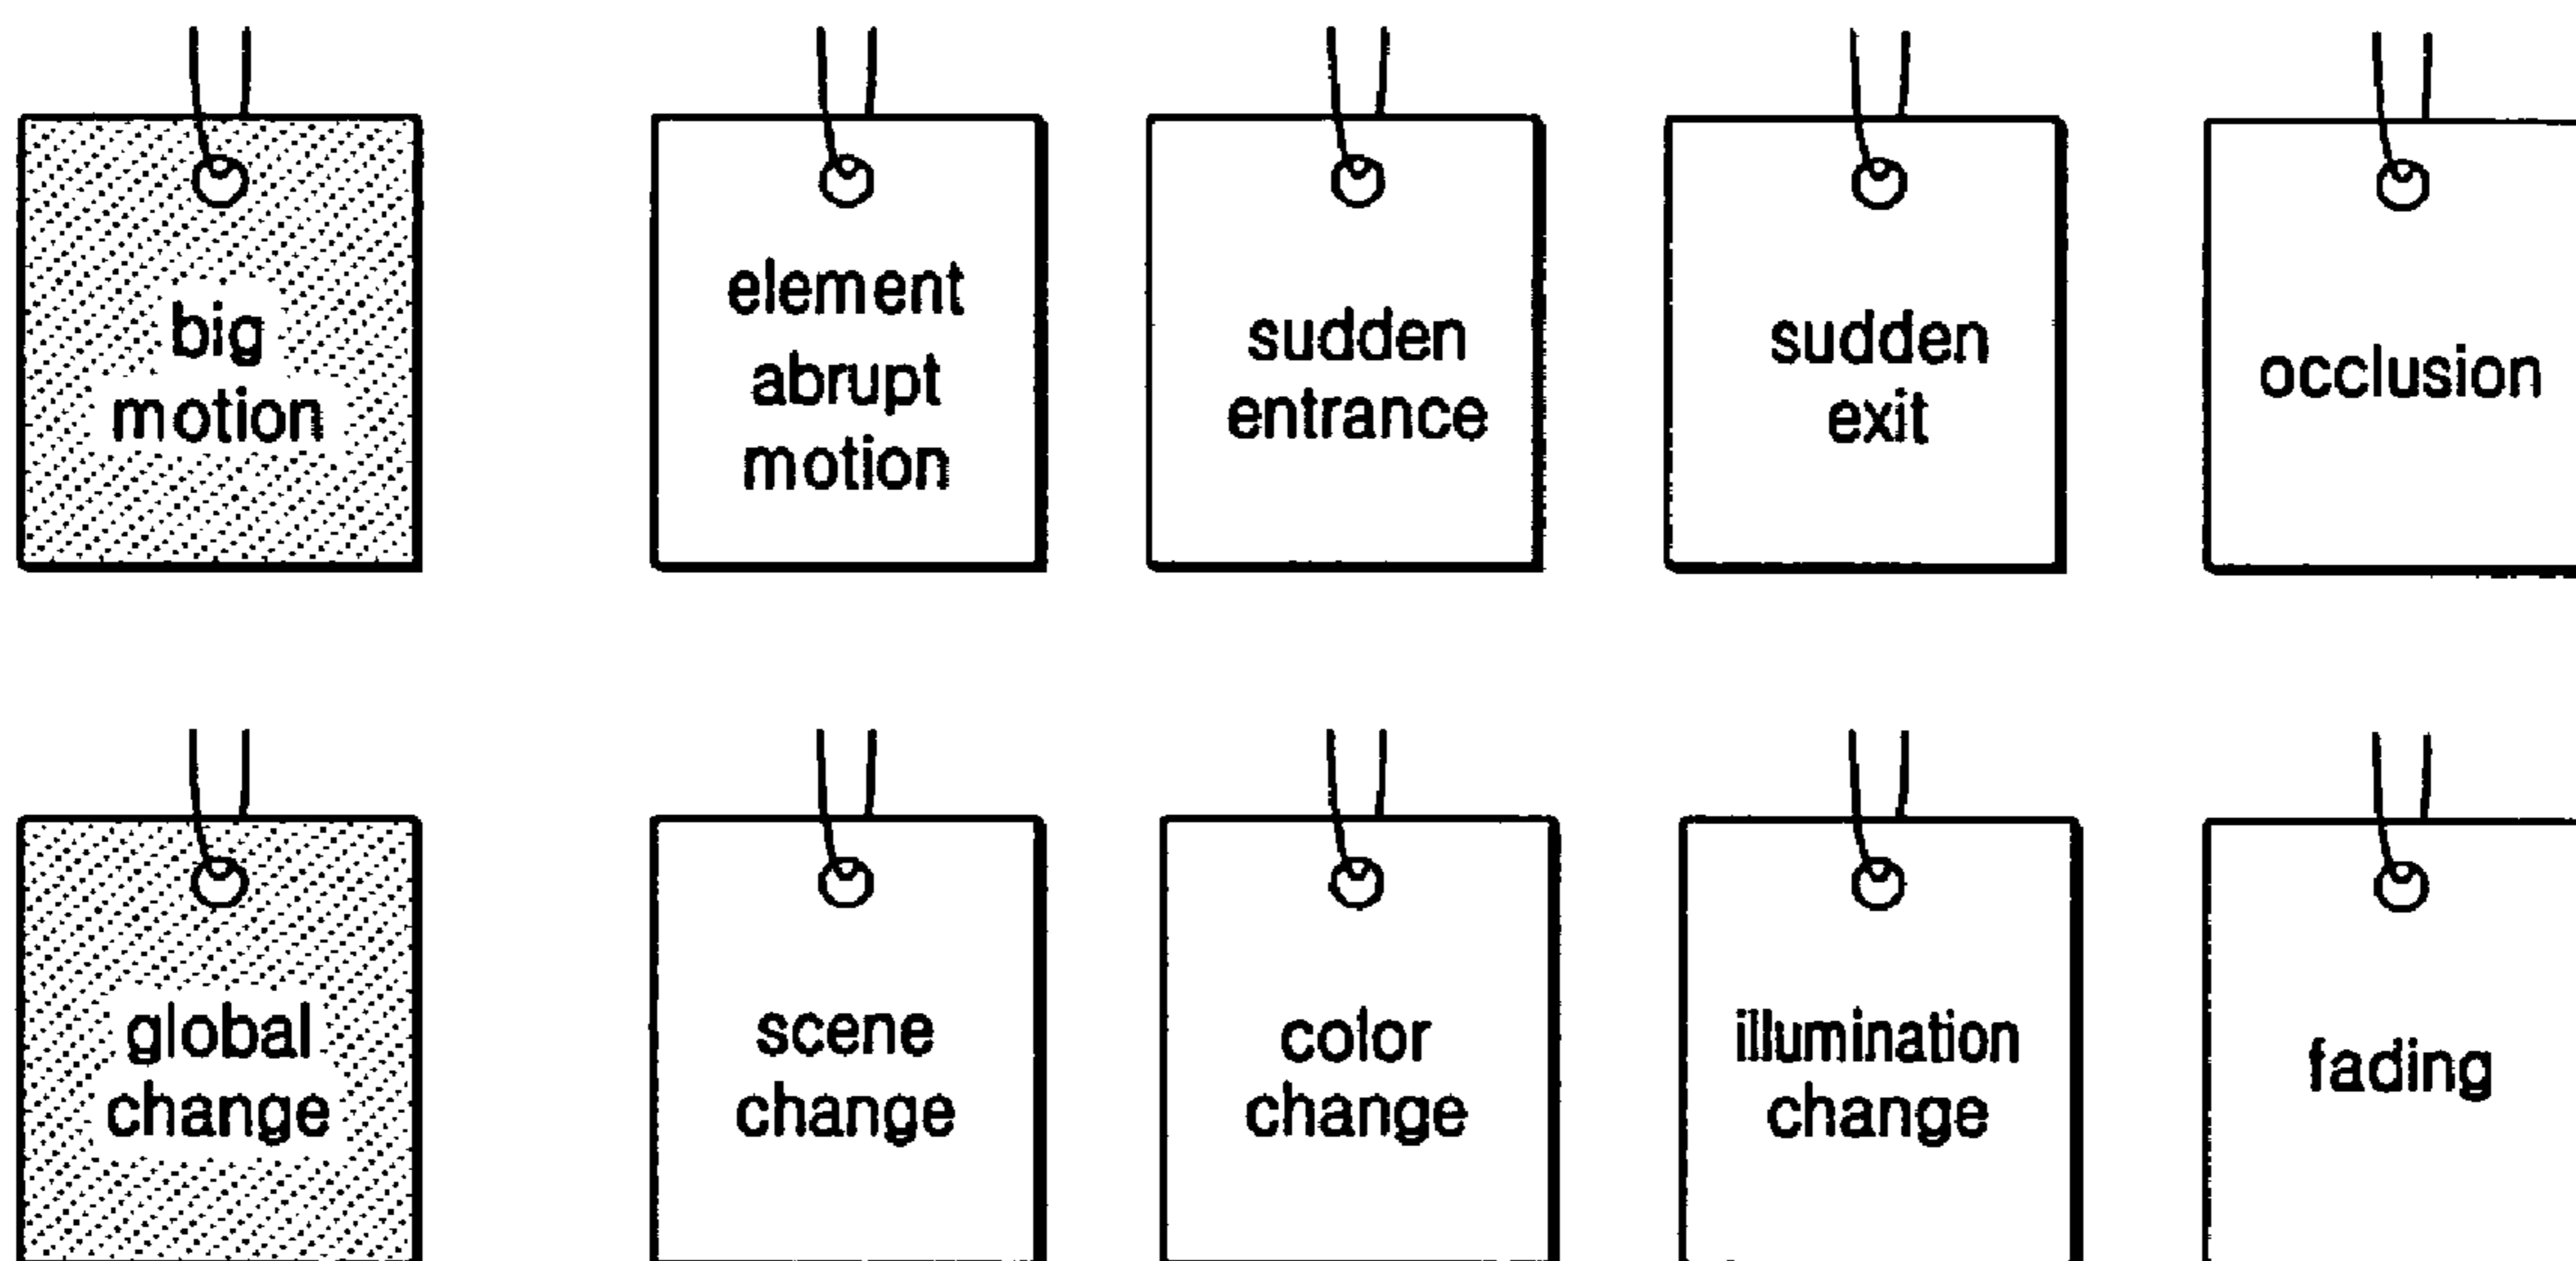 big
motion
element
abrupt
motion
sudden
entrance
sudden
exit
occlusion
global
change
scene
change
color
change
illumination
change
fading